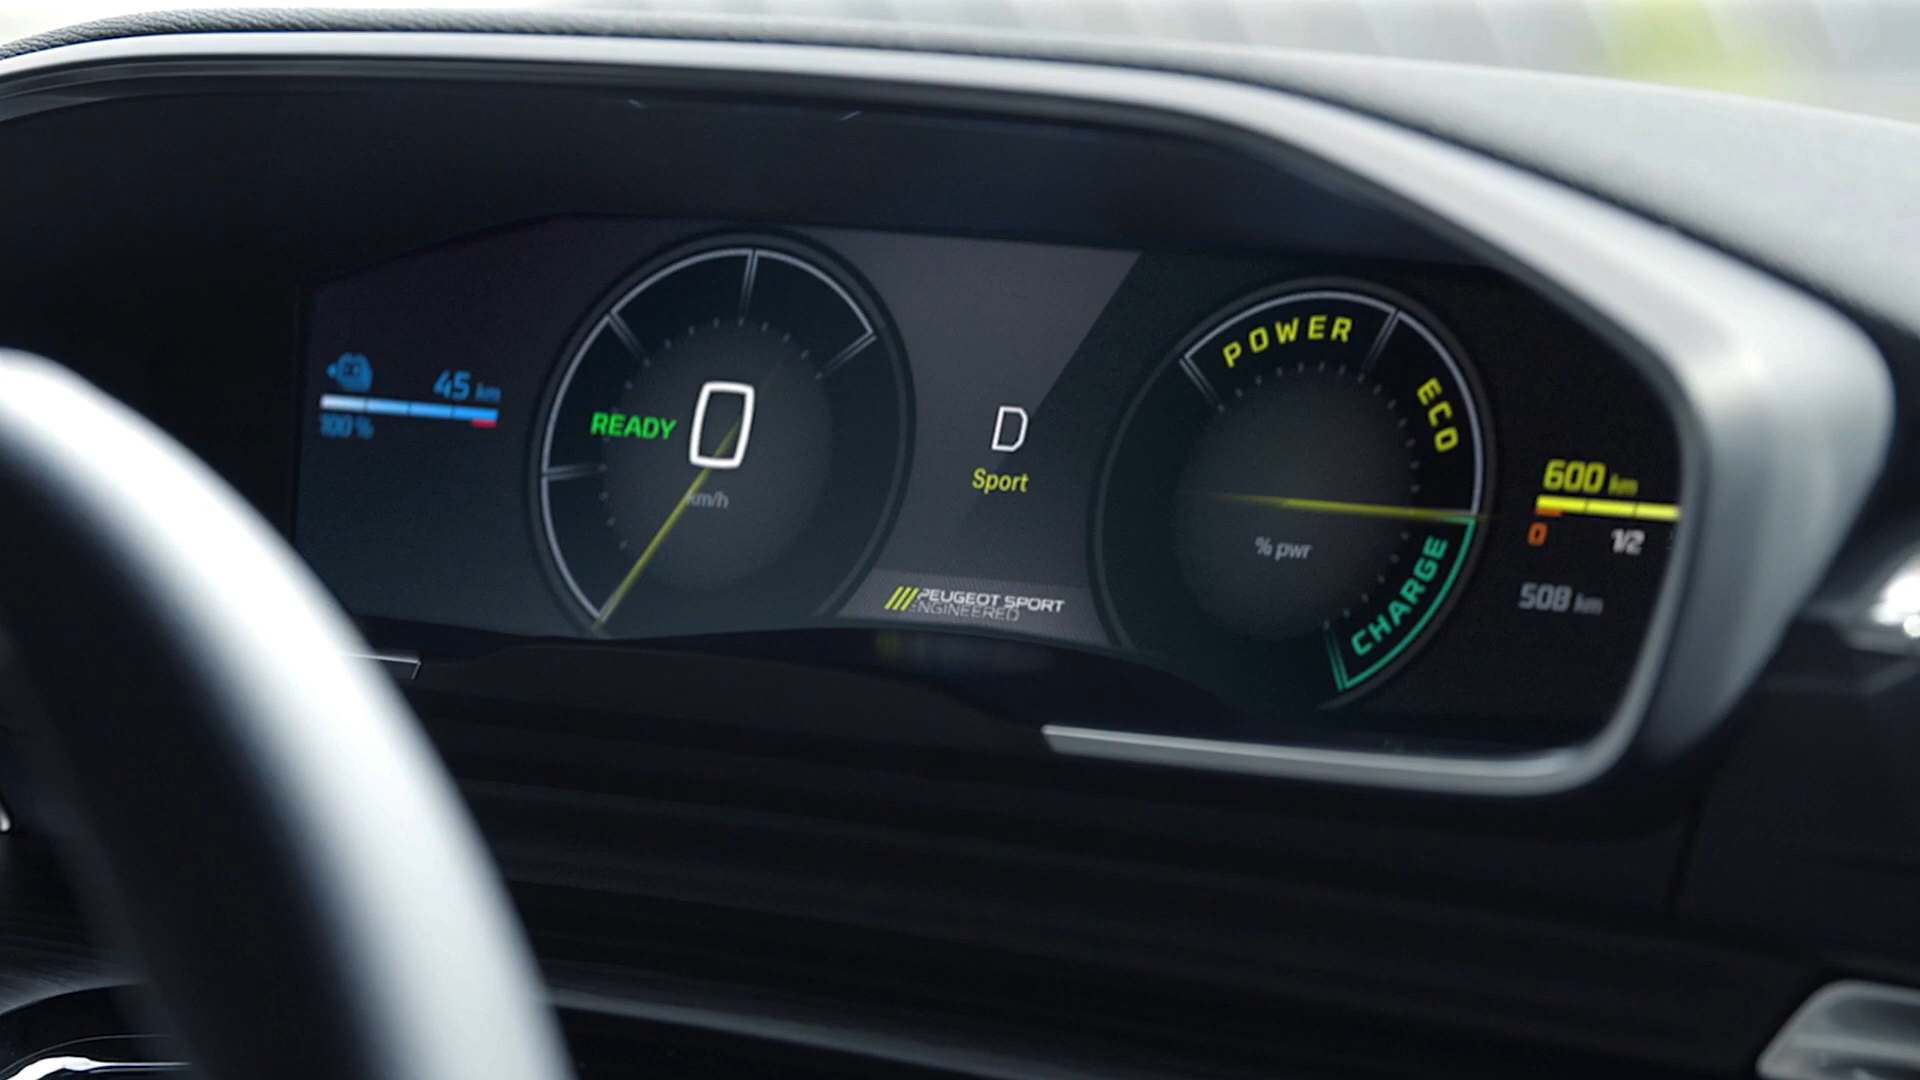 45 km
100 %
READY
0
km/h
D
Sport
PEUGEOT SPORT
ENGINEERED
POWER
ECO
% pwr
CHARGE
600 km
0 1/2
508 km